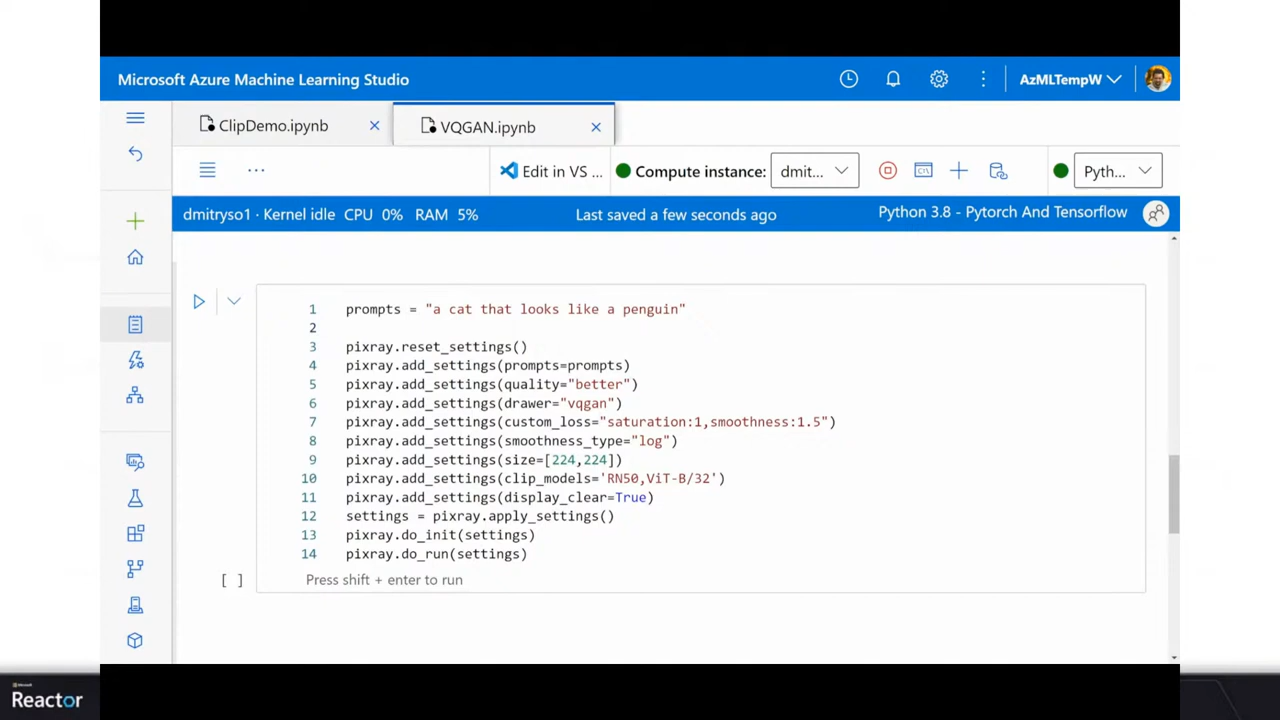 Microsoft Azure Machine Learning Studio
AzMLTempW
ClipDemo.ipynb
VQGAN.ipynb
Edit in VS ...
Compute instance:
dmit...
Pyth...
dmitryso1 · Kernel idle CPU 0% RAM 5%
Last saved a few seconds ago
Python 3.8 - Pytorch And Tensorflow
1 prompts = "a cat that looks like a penguin"
2
3 pixray.reset_settings()
4 pixray.add_settings(prompts=prompts)
5 pixray.add_settings(quality="better")
6 pixray.add_settings(drawer="vqgan")
7 pixray.add_settings(custom_loss="saturation:1,smoothness:1.5")
8 pixray.add_settings(smoothness_type="log")
9 pixray.add_settings(size=[224,224])
10 pixray.add_settings(clip_models='RN50,ViT-B/32')
11 pixray.add_settings(display_clear=True)
12 settings = pixray.apply_settings()
13 pixray.do_init(settings)
14 pixray.do_run(settings)
[ ] Press shift + enter to run
Reactor